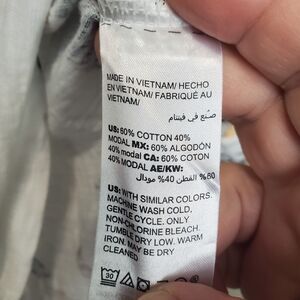 MADE IN VIETNAM/ HECHO
EN VIETNAM/ FABRIQUÉ AU
VIETNAM/
صنع في فيتنام
US: 60% COTTON 40%
MODAL MX: 60% ALGODÓN
40% modal CA: 60% COTON
40% MODAL AE/KW:
60% القطن 40% مودال
US: WITH SIMILAR COLORS.
MACHINE WASH COLD,
GENTLE CYCLE. ONLY
NON-CHLORINE BLEACH.
TUMBLE DRY LOW. WARM
IRON. MAY BE DRY
CLEANED
30